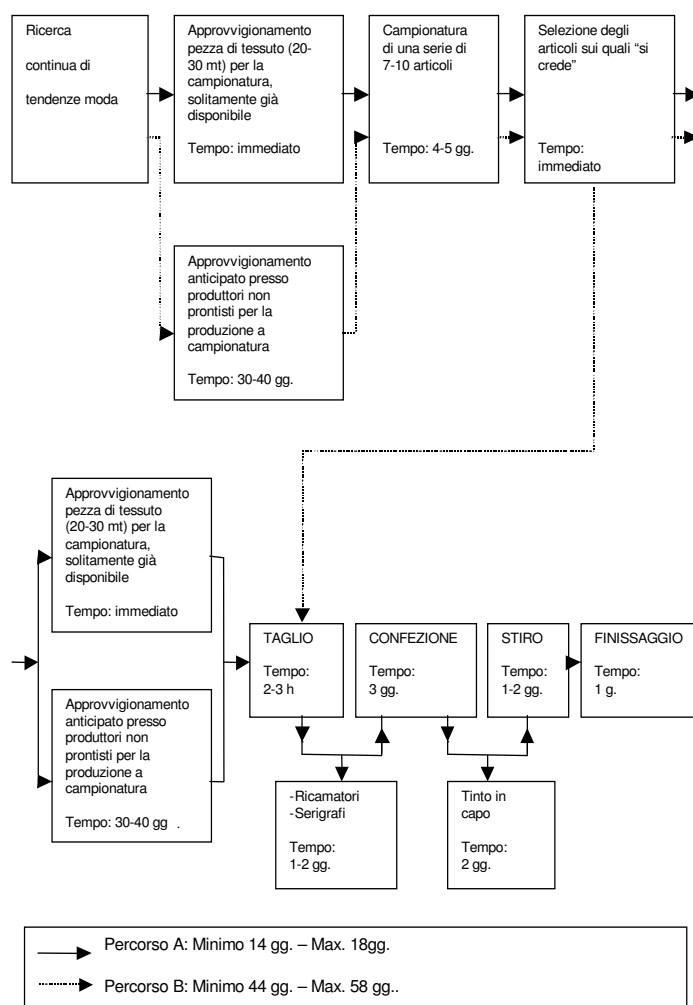 Ricerca
continua di
tendenze moda
Approvvigionamento
pezza di tessuto (20-
30 mt) per la
campionatura,
solitamente già
disponibile
Tempo: immediato
Campionatura
di una serie di
7-10 articoli
Tempo: 4-5 gg.
Selezione degli
articoli sui quali “si
crede”
Tempo:
immediato
Approvvigionamento
anticipato presso
produttori non
prontisti per la
produzione a
campionatura
Tempo: 30-40 gg.
Approvvigionamento
pezza di tessuto
(20-30 mt) per la
campionatura,
solitamente già
disponibile
Tempo: immediato
Approvvigionamento
anticipato presso
produttori non
prontisti per la
produzione a
campionatura
Tempo: 30-40 gg .
TAGLIO
Tempo:
2-3 h
CONFEZIONE
Tempo:
3 gg.
STIRO
Tempo:
1-2 gg.
FINISSAGGIO
Tempo:
1 g.
-Ricamatori
-Serigrafi
Tempo:
1-2 gg.
Tinto in
capo
Tempo:
2 gg.
Percorso A: Minimo 14 gg. – Max. 18gg.
Percorso B: Minimo 44 gg. – Max. 58 gg..